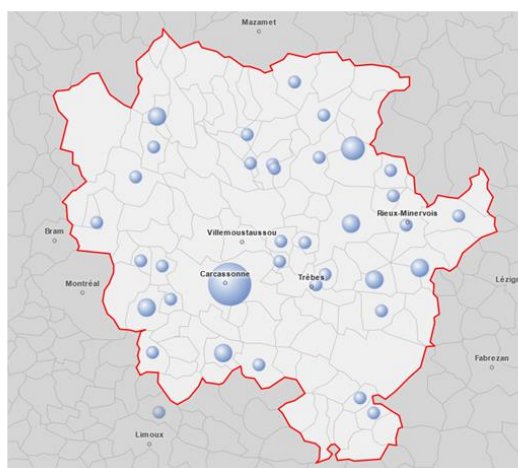 Mazamet
Rieux-Minervois
Bram
Villemoustaussou
Carcassonne
Trèbes
Montréal
Lézign
Fabrezan
Limoux